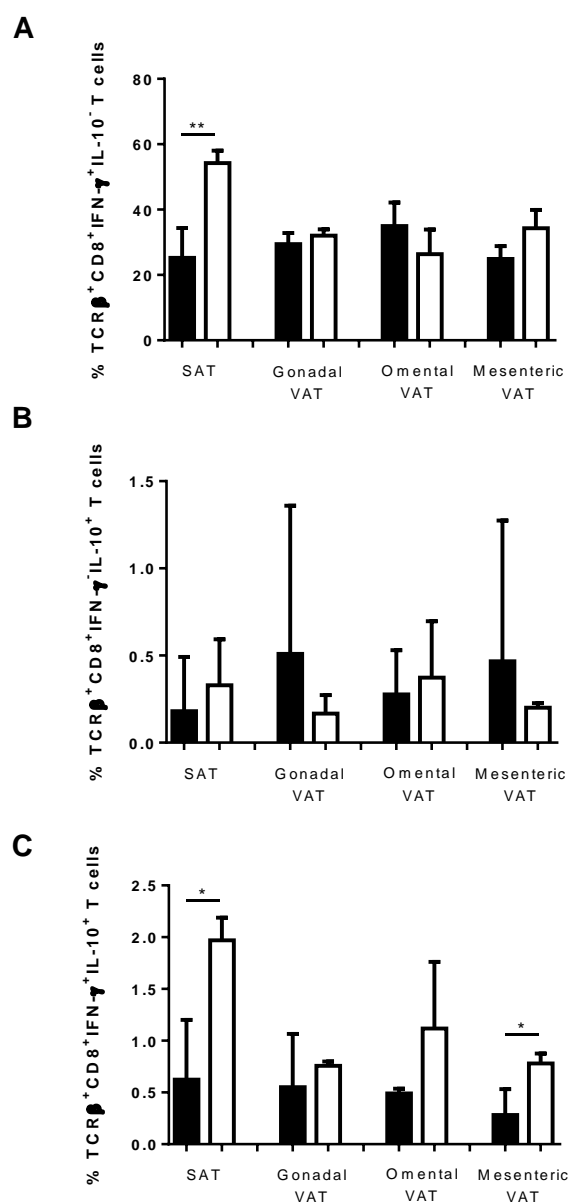 A
% TCRβ⁺CD8⁺IFN-γ⁺IL-10⁻ T cells
80
60
40
20
0
**
SAT
Gonadal
VAT
Omental
VAT
Mesenteric
VAT
B
% TCRβ⁺CD8⁺IFN-γ⁻IL-10⁺ T cells
1.5
1.0
0.5
0.0
SAT
Gonadal
VAT
Omental
VAT
Mesenteric
VAT
C
% TCRβ⁺CD8⁺IFN-γ⁺IL-10⁺ T cells
2.5
2.0
1.5
1.0
0.5
0.0
*
*
SAT
Gonadal
VAT
Omental
VAT
Mesenteric
VAT